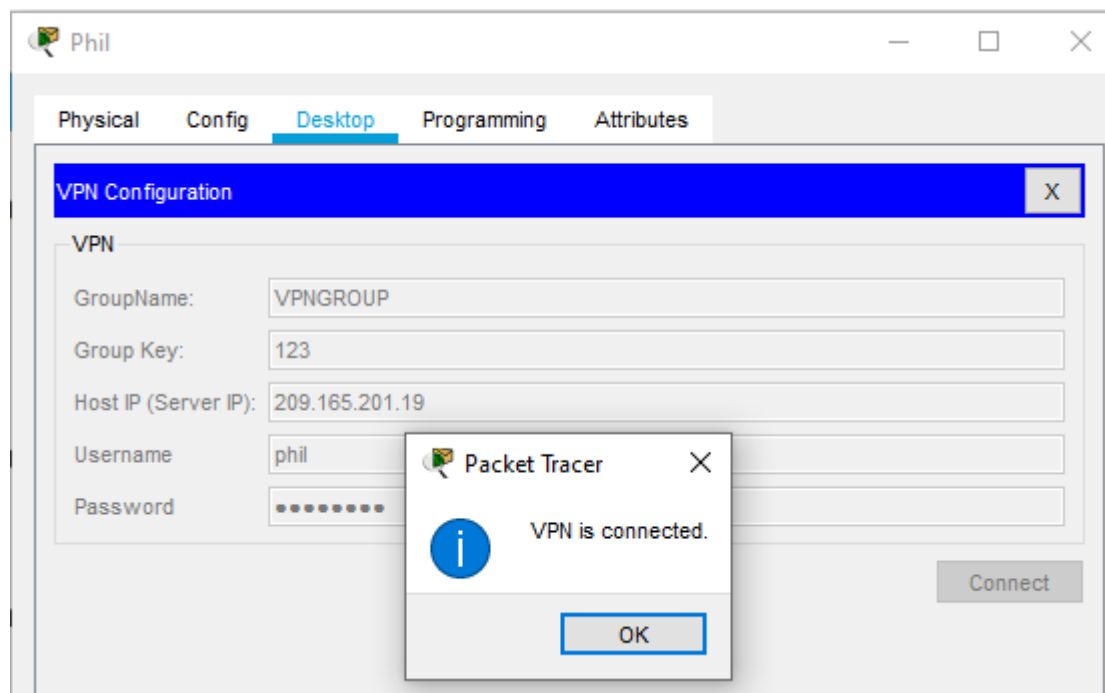 Phil
Physical Config Desktop Programming Attributes
VPN Configuration X
VPN
GroupName: VPNGROUP
Group Key: 123
Host IP (Server IP): 209.165.201.19
Username phil
Password ••••••••
Packet Tracer
VPN is connected.
OK
Connect